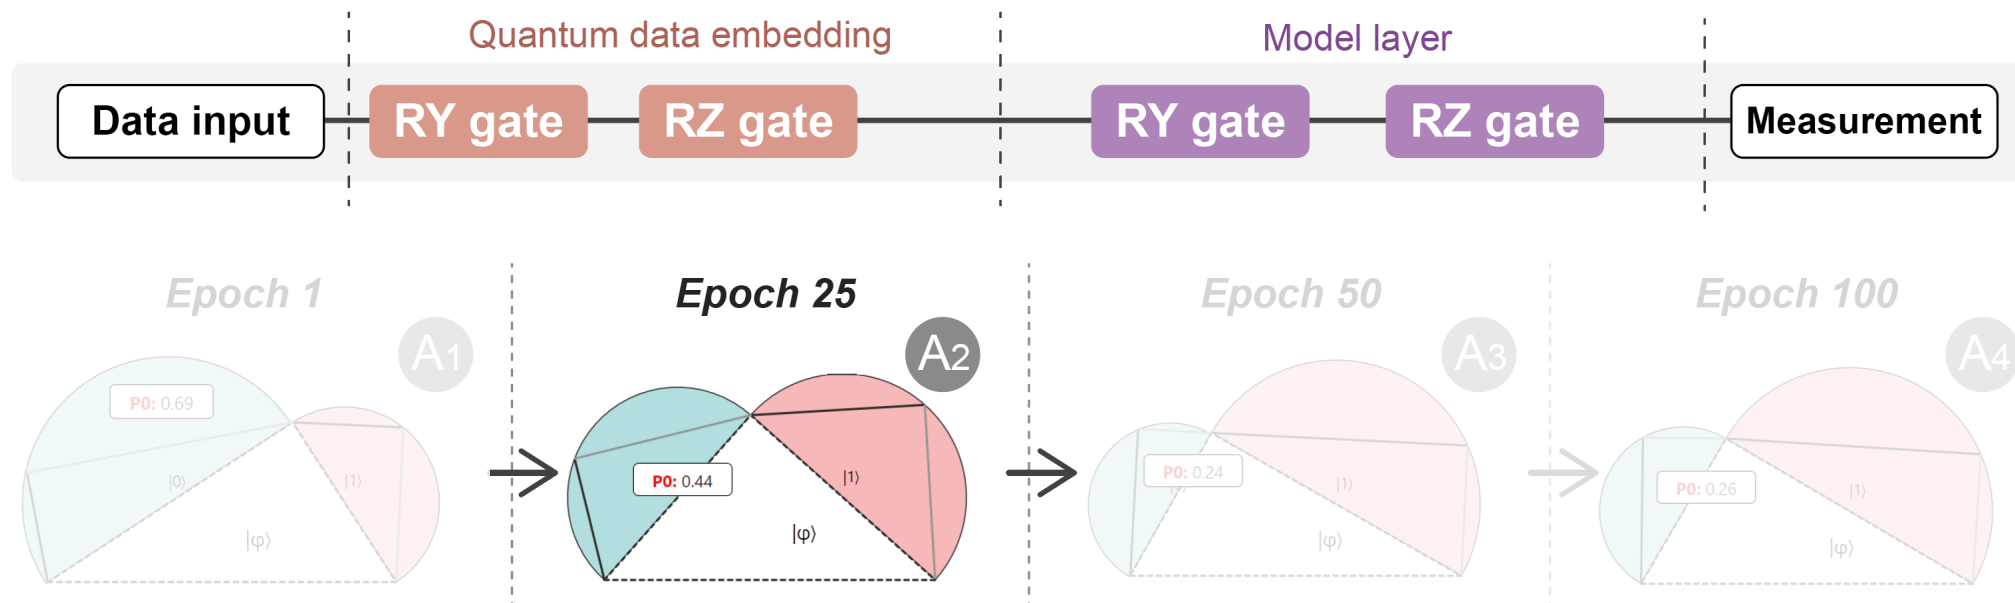 Quantum data embedding
Model layer
Data input
RY gate
RZ gate
RY gate
RZ gate
Measurement
Epoch 1
Epoch 25
Epoch 50
Epoch 100
A1
A2
A3
A4
P0: 0.69
|0⟩
|1⟩
|φ⟩
P0: 0.44
|1⟩
|φ⟩
P0: 0.24
|1⟩
|φ⟩
P0: 0.26
|1⟩
|φ⟩